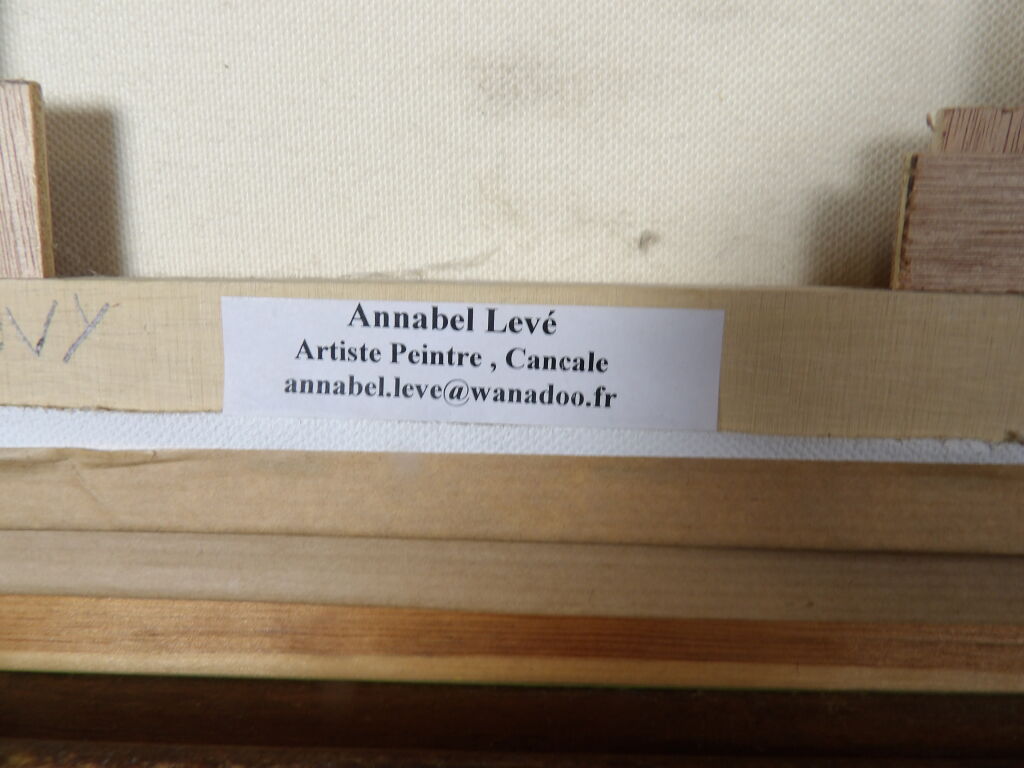 Annabel Levé
Artiste Peintre , Cancale
annabel.leve@wanadoo.fr